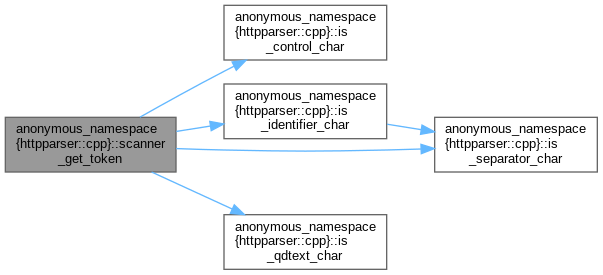 anonymous_namespace
{httpparser::cpp}::is
_control_char
anonymous_namespace
{httpparser::cpp}::is
_identifier_char
anonymous_namespace
{httpparser::cpp}::scanner
_get_token
anonymous_namespace
{httpparser::cpp}::is
_separator_char
anonymous_namespace
{httpparser::cpp}::is
_qdtext_char